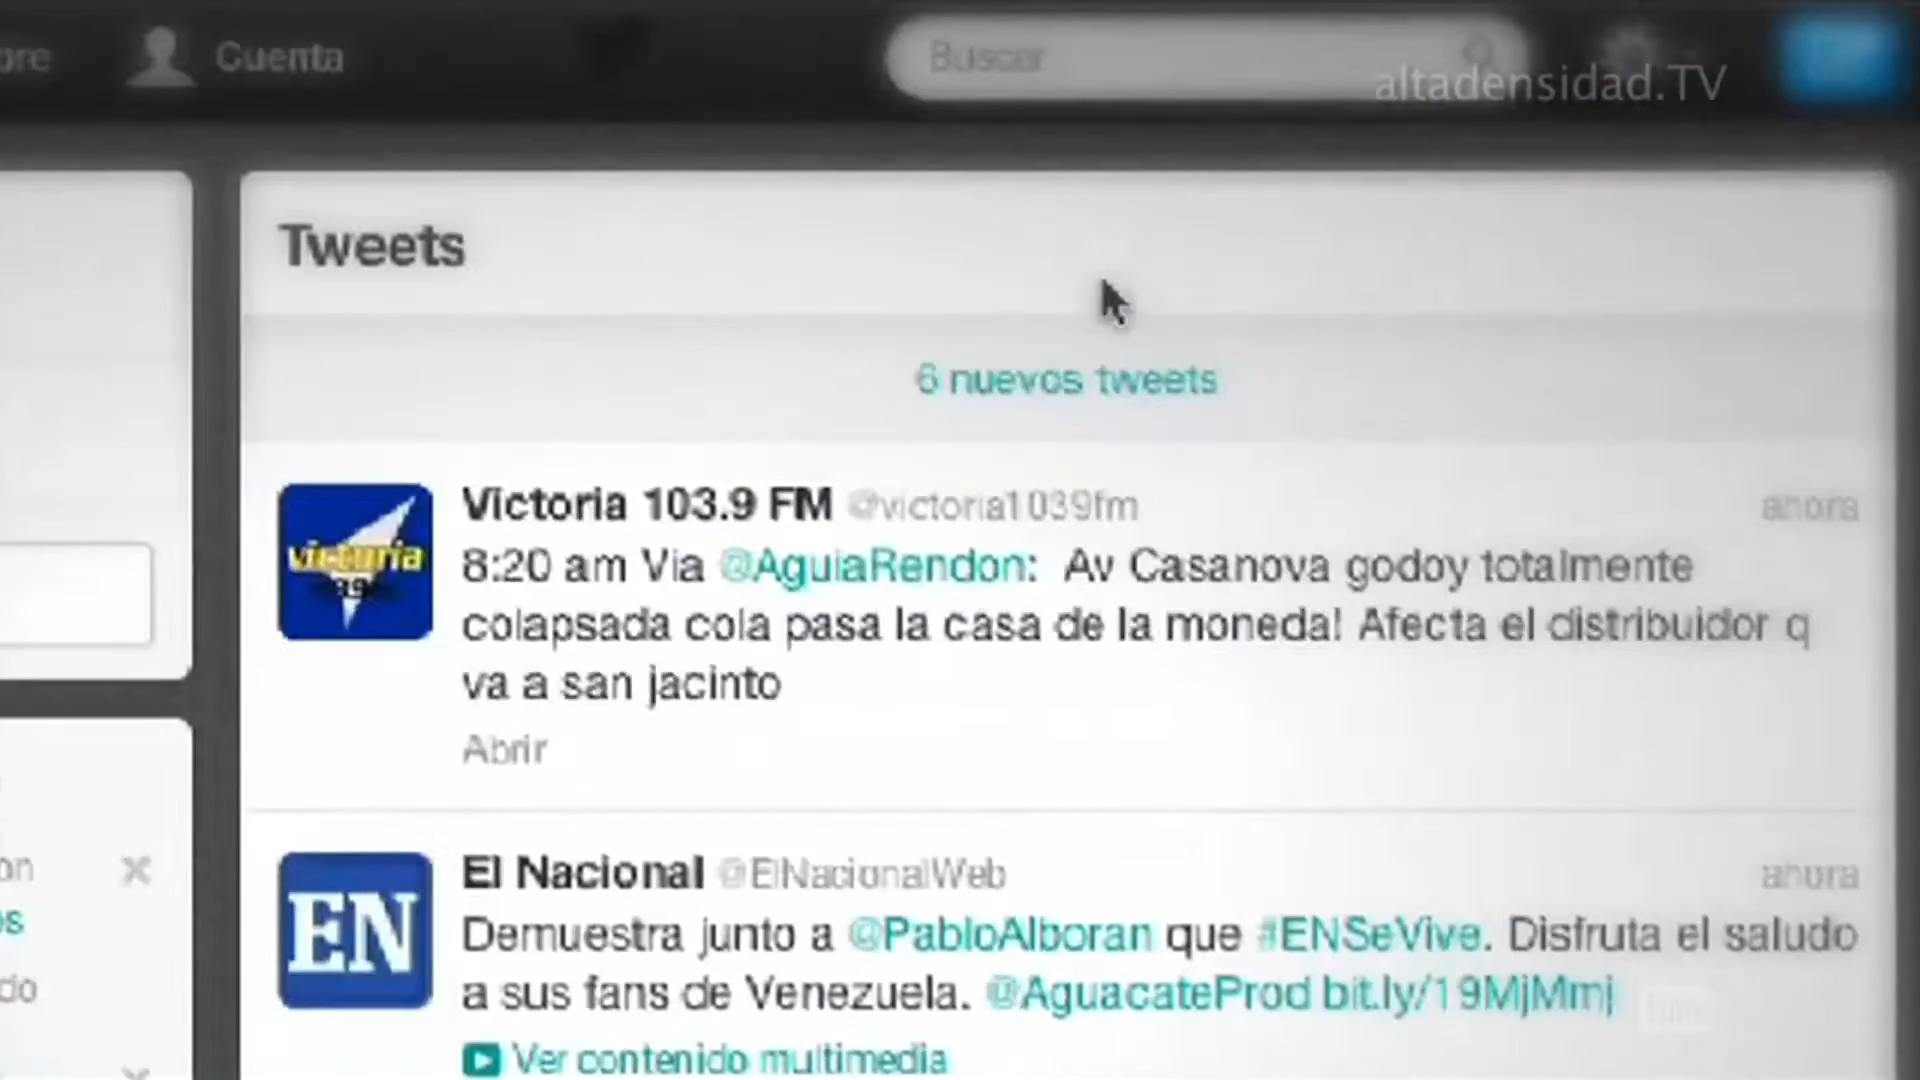 Cuenta
Buscar
altadensidad.TV
Tweets
6 nuevos tweets
Victoria 103.9 FM @victoria1039fm ahora
8:20 am Via @AguiaRendon: Av Casanova godoy totalmente
colapsada cola pasa la casa de la moneda! Afecta el distribuidor q
va a san jacinto
Abrir
victoria
EN
El Nacional @ElNacionalWeb ahora
Demuestra junto a @PabloAlboran que #ENSeVive. Disfruta el saludo
a sus fans de Venezuela. @AguacateProd bit.ly/19MjMmj
Ver contenido multimedia